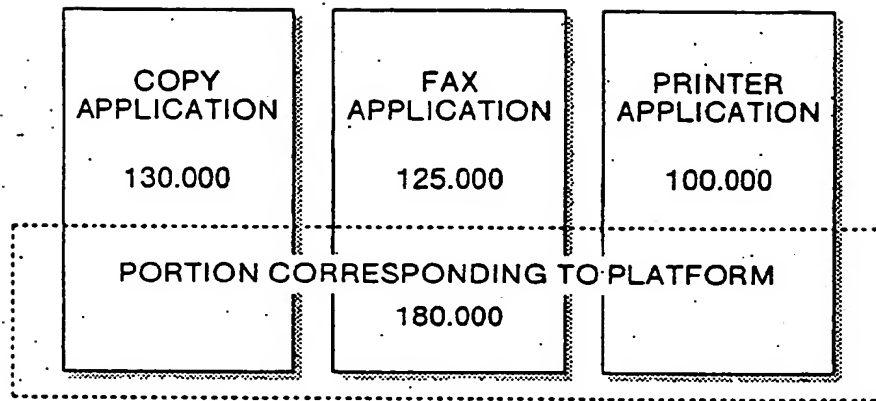 COPY
APPLICATION
130.000
FAX
APPLICATION
125.000
PRINTER
APPLICATION
100.000
PORTION CORRESPONDING TO PLATFORM
180.000